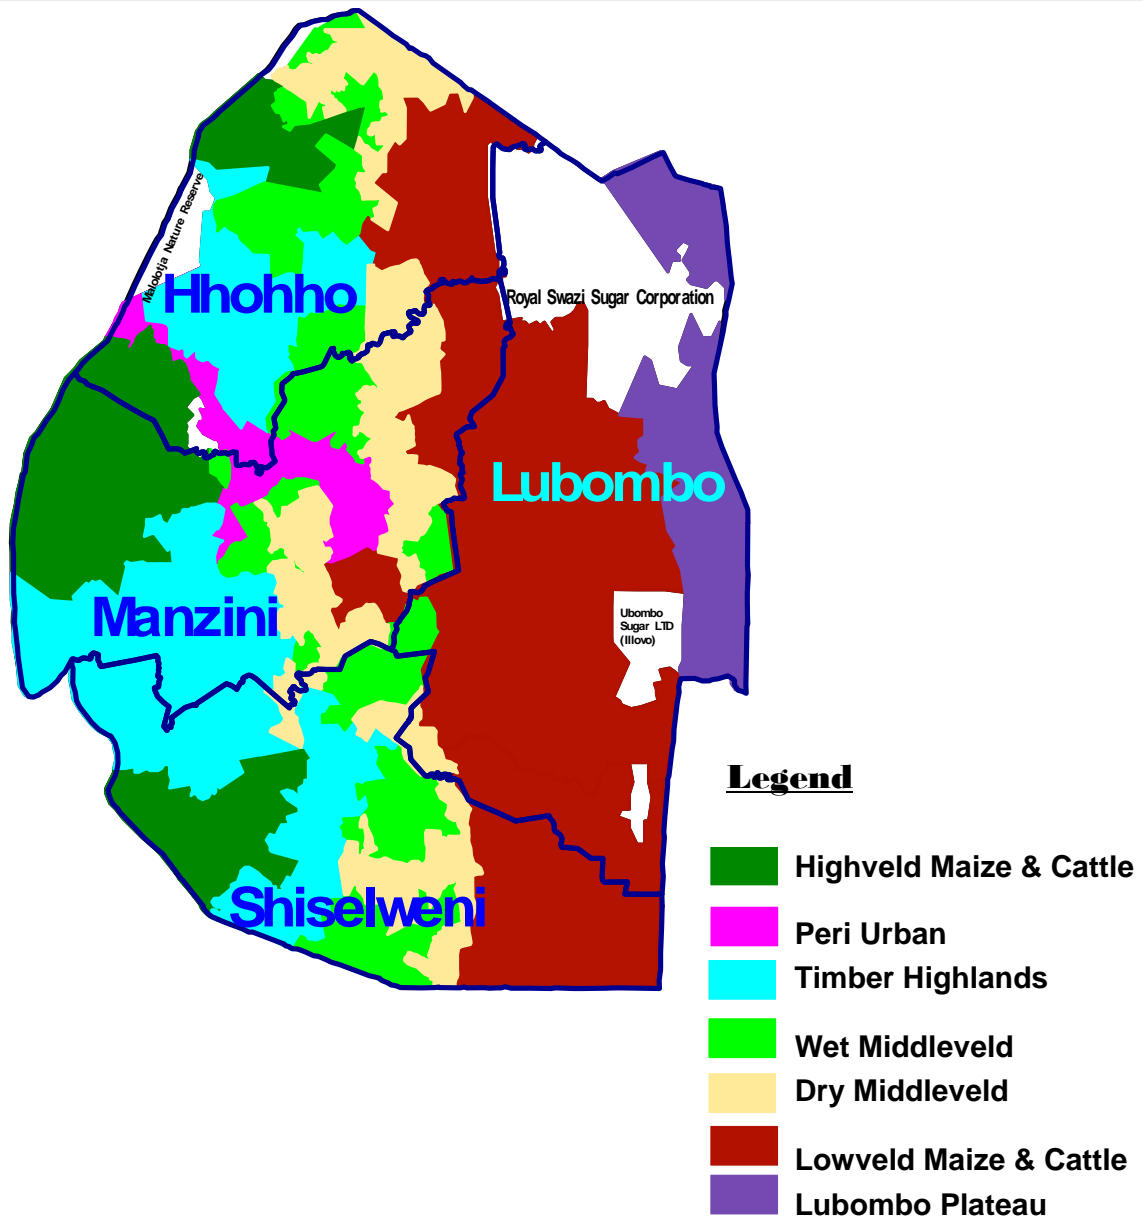 Malolotja Nature Reserve
Hhohho
Royal Swazi Sugar Corporation
Lubombo
Manzini
Ubombo
Sugar LTD
(Illovo)
Shiselweni
Legend
Highveld Maize & Cattle
Peri Urban
Timber Highlands
Wet Middleveld
Dry Middleveld
Lowveld Maize & Cattle
Lubombo Plateau